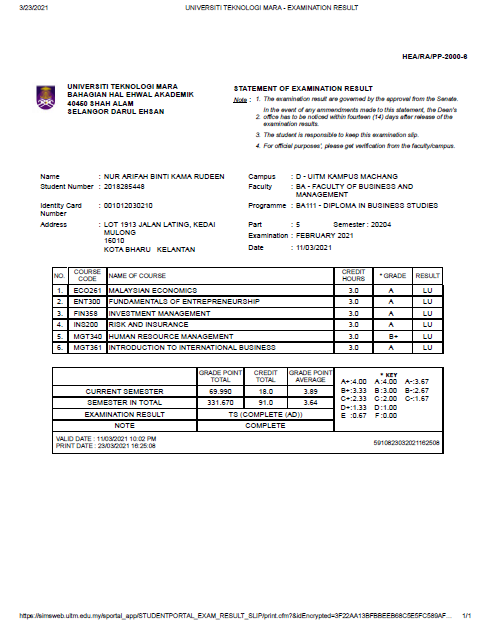 3/23/2021 UNIVERSITI TEKNOLOGI MARA - EXAMINATION RESULT
HEA/RA/PP-2000-6
UNIVERSITI TEKNOLOGI MARA
BAHAGIAN HAL EHWAL AKADEMIK
40450 SHAH ALAM
SELANGOR DARUL EHSAN
STATEMENT OF EXAMINATION RESULT
Note : 1. The examination result are governed by the approval from the Senate.
2. In the event of any ammendments made to this statement, the Deen's
office has to be noticed within fourteen (14) days after release of the
examination results.
3. The student is responsible to keep this examination slip.
4. For official purposes', please get verification from the faculty/campus.
Name : NUR ARIFAH BINTI KAMA RUDEEN
Student Number : 2018285448
Identity Card Number : 001012030210
Address : LOT 1913 JALAN LATING, KEDAI
MULONG
16010
KOTA BHARU KELANTAN
Campus : D - UITM KAMPUS MACHANG
Faculty : BA - FACULTY OF BUSINESS AND
MANAGEMENT
Programme : BA111 - DIPLOMA IN BUSINESS STUDIES
Part : 5 Semester : 20204
Examination : FEBRUARY 2021
Date : 11/03/2021
NO. COURSE CODE NAME OF COURSE CREDIT HOURS * GRADE RESULT
1. ECO261 MALAYSIAN ECONOMICS 3.0 A LU
2. ENT300 FUNDAMENTALS OF ENTREPRENEURSHIP 3.0 A LU
3. FIN358 INVESTMENT MANAGEMENT 3.0 A LU
4. INS200 RISK AND INSURANCE 3.0 A LU
5. MGT340 HUMAN RESOURCE MANAGEMENT 3.0 B+ LU
6. MGT361 INTRODUCTION TO INTERNATIONAL BUSINESS 3.0 A LU
GRADE POINT TOTAL CREDIT TOTAL GRADE POINT AVERAGE
CURRENT SEMESTER 69.990 18.0 3.89
SEMESTER IN TOTAL 331.670 91.0 3.64
EXAMINATION RESULT TS (COMPLETE (AD))
NOTE COMPLETE
* KEY
A+:4.00 A:4.00 A-:3.67
B+:3.33 B:3.00 B-:2.67
C+:2.33 C:2.00 C-:1.67
D+:1.33 D:1.00
E :0.67 F:0.00
VALID DATE : 11/03/2021 10:02 PM
PRINT DATE : 23/03/2021 16:25:08
5910823032021162508
https://simsweb.uitm.edu.my/sportal_app/STUDENTPORTAL_EXAM_RESULT_SLIP/print.cfm?&idEncrypted=3F22AA13BFBBEEB68C5E5FC589AF... 1/1